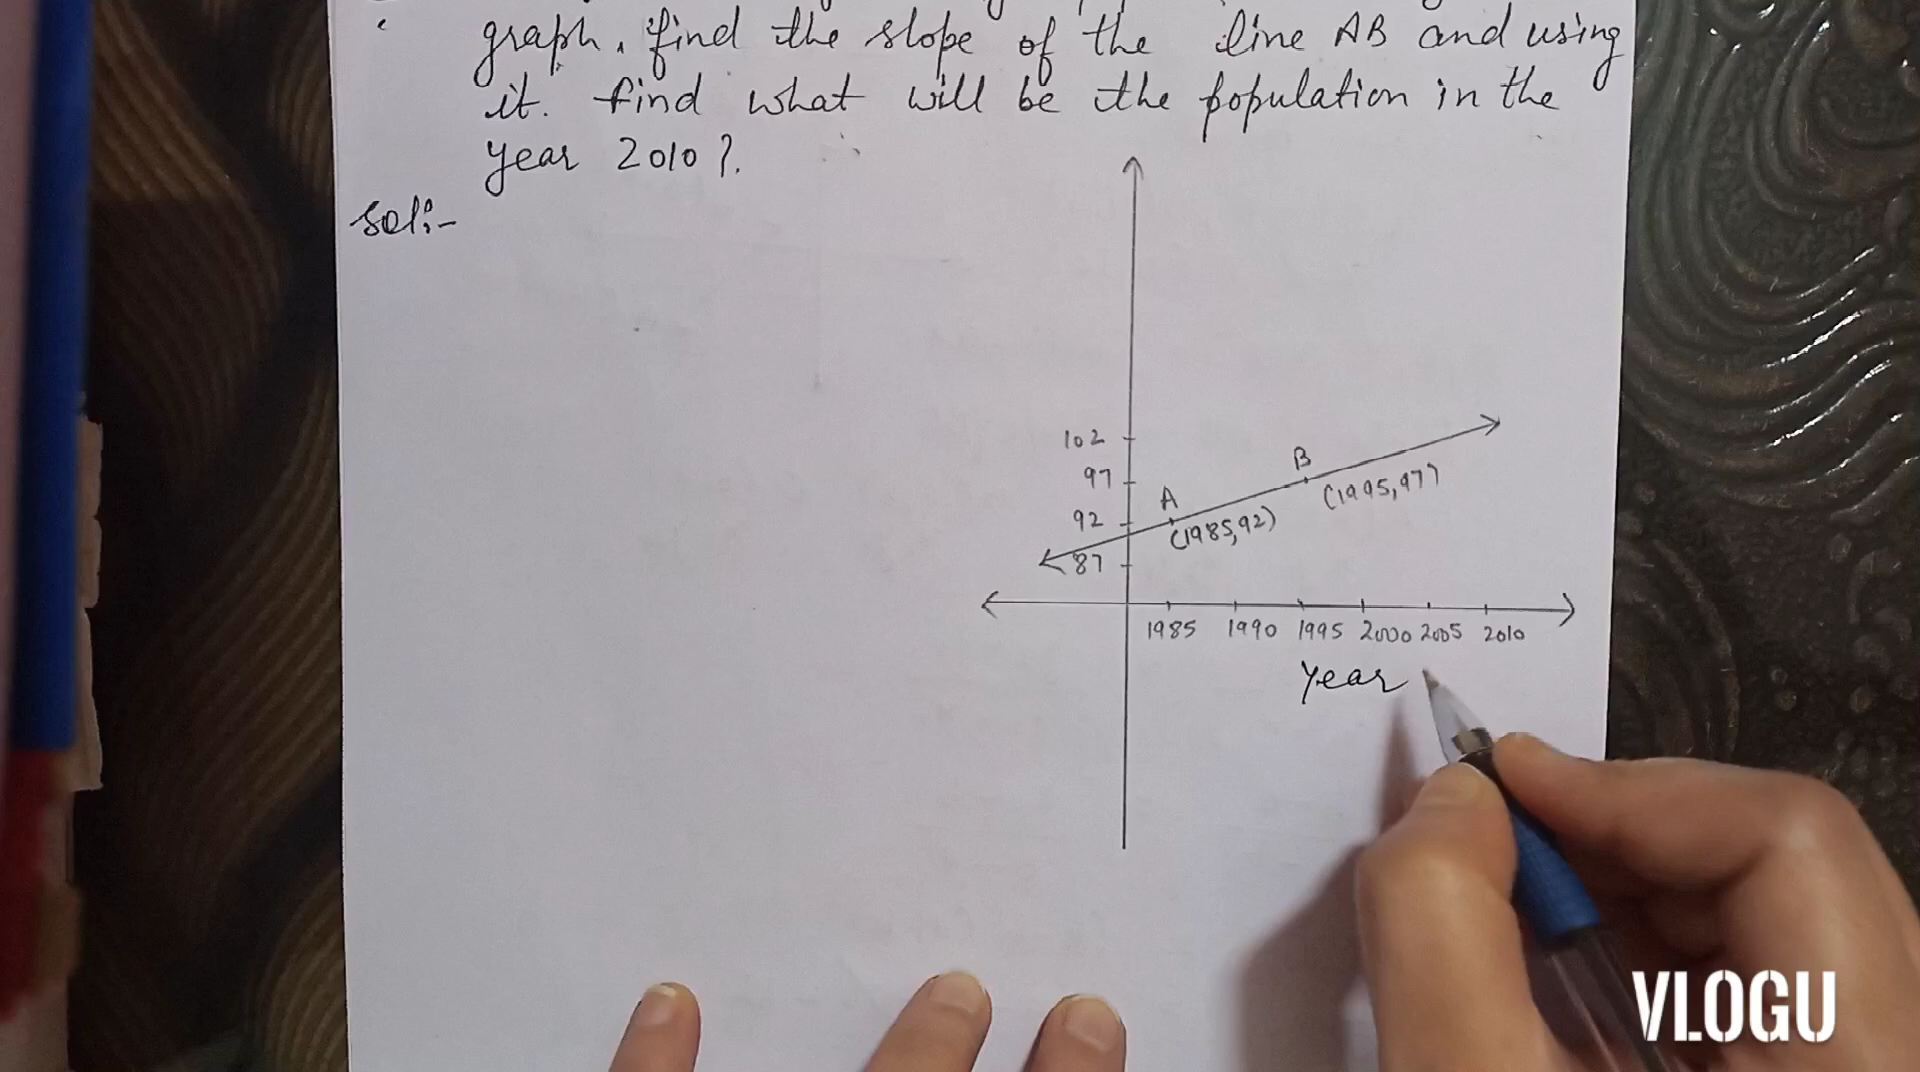 graph, find the slope of the line AB and using
it. find what will be the population in the
year 2010?.
Sol:-
102
97
92
87
A
(1985,92)
B
(1995,97)
1985 1990 1995 2000 2005 2010
Year
VLOGU